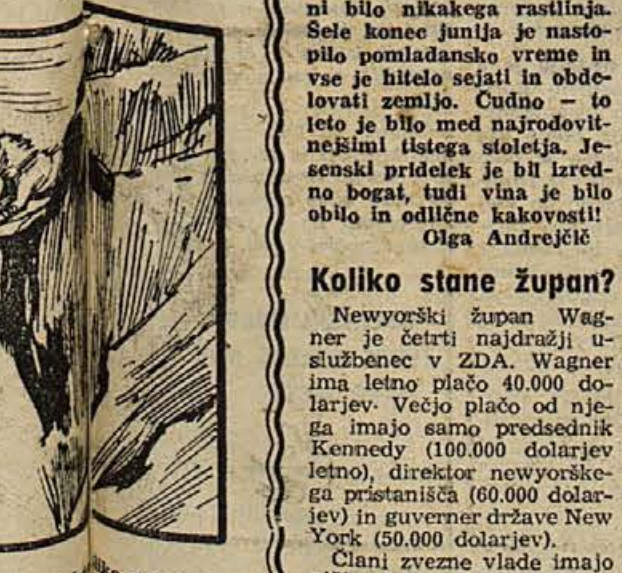 ni bilo nikakega rastlinja.
Šele konec junija je nasto-
pilo pomladansko vreme in
vse je hitelo sejati in obde-
lovati zemljo. Čudno — to
leto je bilo med najrodovit-
nejšimi tistega stoletja. Je-
senski pridelek je bil izred-
no bogat, tudi vina je bilo
obilo in odlične kakovosti!
Olga Andrejčič
Koliko stane župan?
Newyorški župan Wag-
ner je četrti najdražji u-
službenec v ZDA. Wagner
ima letno plačo 40.000 do-
larjev. Večjo plačo od nje-
ga imajo samo predsednik
Kennedy (100.000 dolarjev
letno), direktor newyorške-
ga pristanišča (60.000 dolar-
jev) in guverner države New
York (50.000 dolarjev).
Člani zvezne vlade imajo